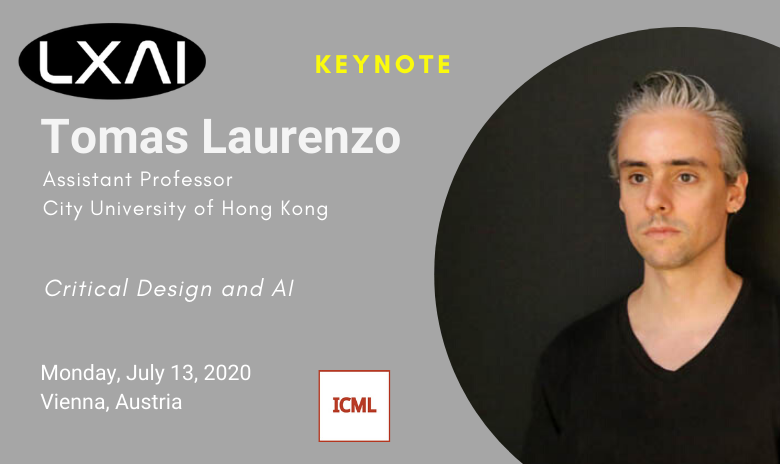 LXAI
KEYNOTE
Tomas Laurenzo
Assistant Professor
City University of Hong Kong
Critical Design and AI
Monday, July 13, 2020
Vienna, Austria
ICML